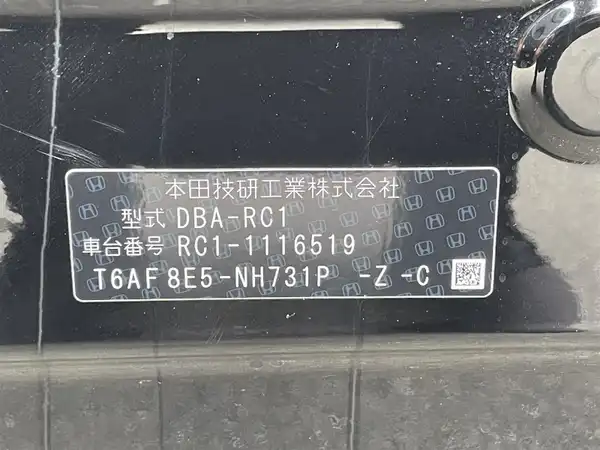 本田技研工業株式会社
型式 DBA-RC1
車台番号 RC1-1116519
T6AF 8E5-NH731P -Z -C